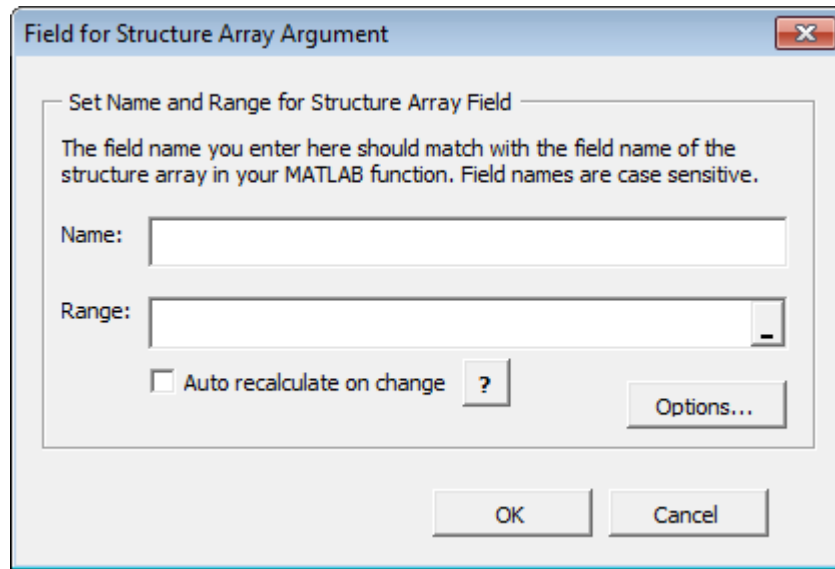 Field for Structure Array Argument
Set Name and Range for Structure Array Field
The field name you enter here should match with the field name of the
structure array in your MATLAB function. Field names are case sensitive.
Name:
Range:
_
Auto recalculate on change ?
Options...
OK Cancel